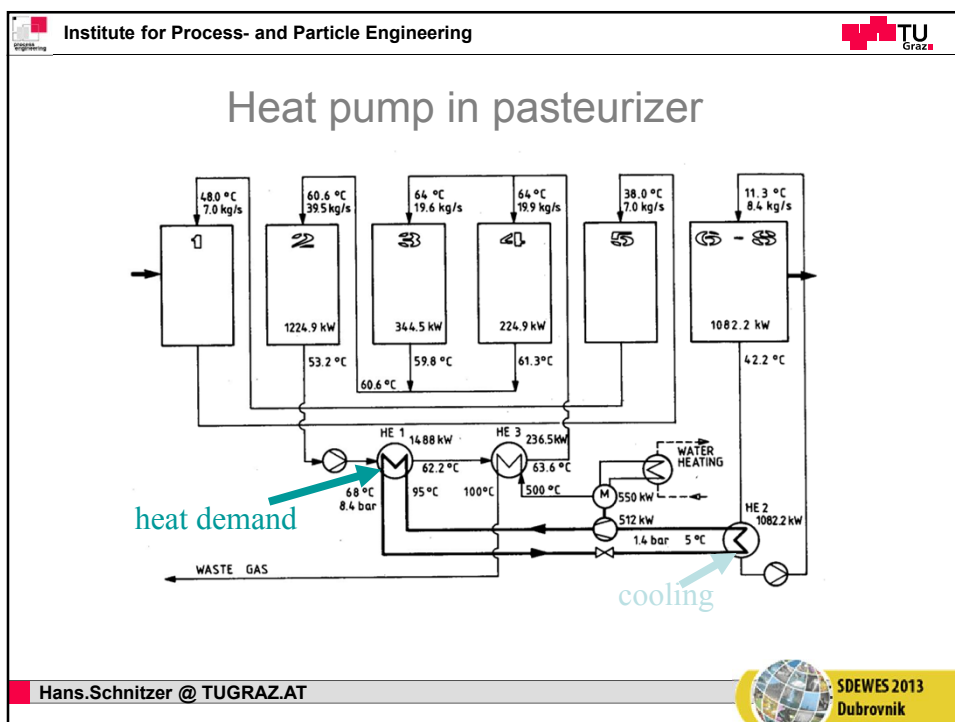 process
engineering
Institute for Process- and Particle Engineering
TU
Graz
Heat pump in pasteurizer
48.0 °C
7.0 kg/s
60.6 °C
39.5 kg/s
64 °C
19.6 kg/s
64 °C
19.9 kg/s
38.0 °C
7.0 kg/s
11.3 °C
8.4 kg/s
1
2
3
4
5
6 - 8
1224.9 kW
344.5 kW
224.9 kW
1082.2 kW
53.2 °C
59.8 °C
61.3°C
42.2 °C
60.6 °C
HE 1
1488 kW
HE 3
236.5kW
WATER
HEATING
62.2 °C
63.6 °C
68 °C
8.4 bar
95 °C
100°C
500 °C
M
550 kW
HE 2
1082.2 kW
heat demand
512 kW
1.4 bar 5 °C
WASTE GAS
cooling
Hans.Schnitzer @ TUGRAZ.AT
SDEWES 2013
Dubrovnik